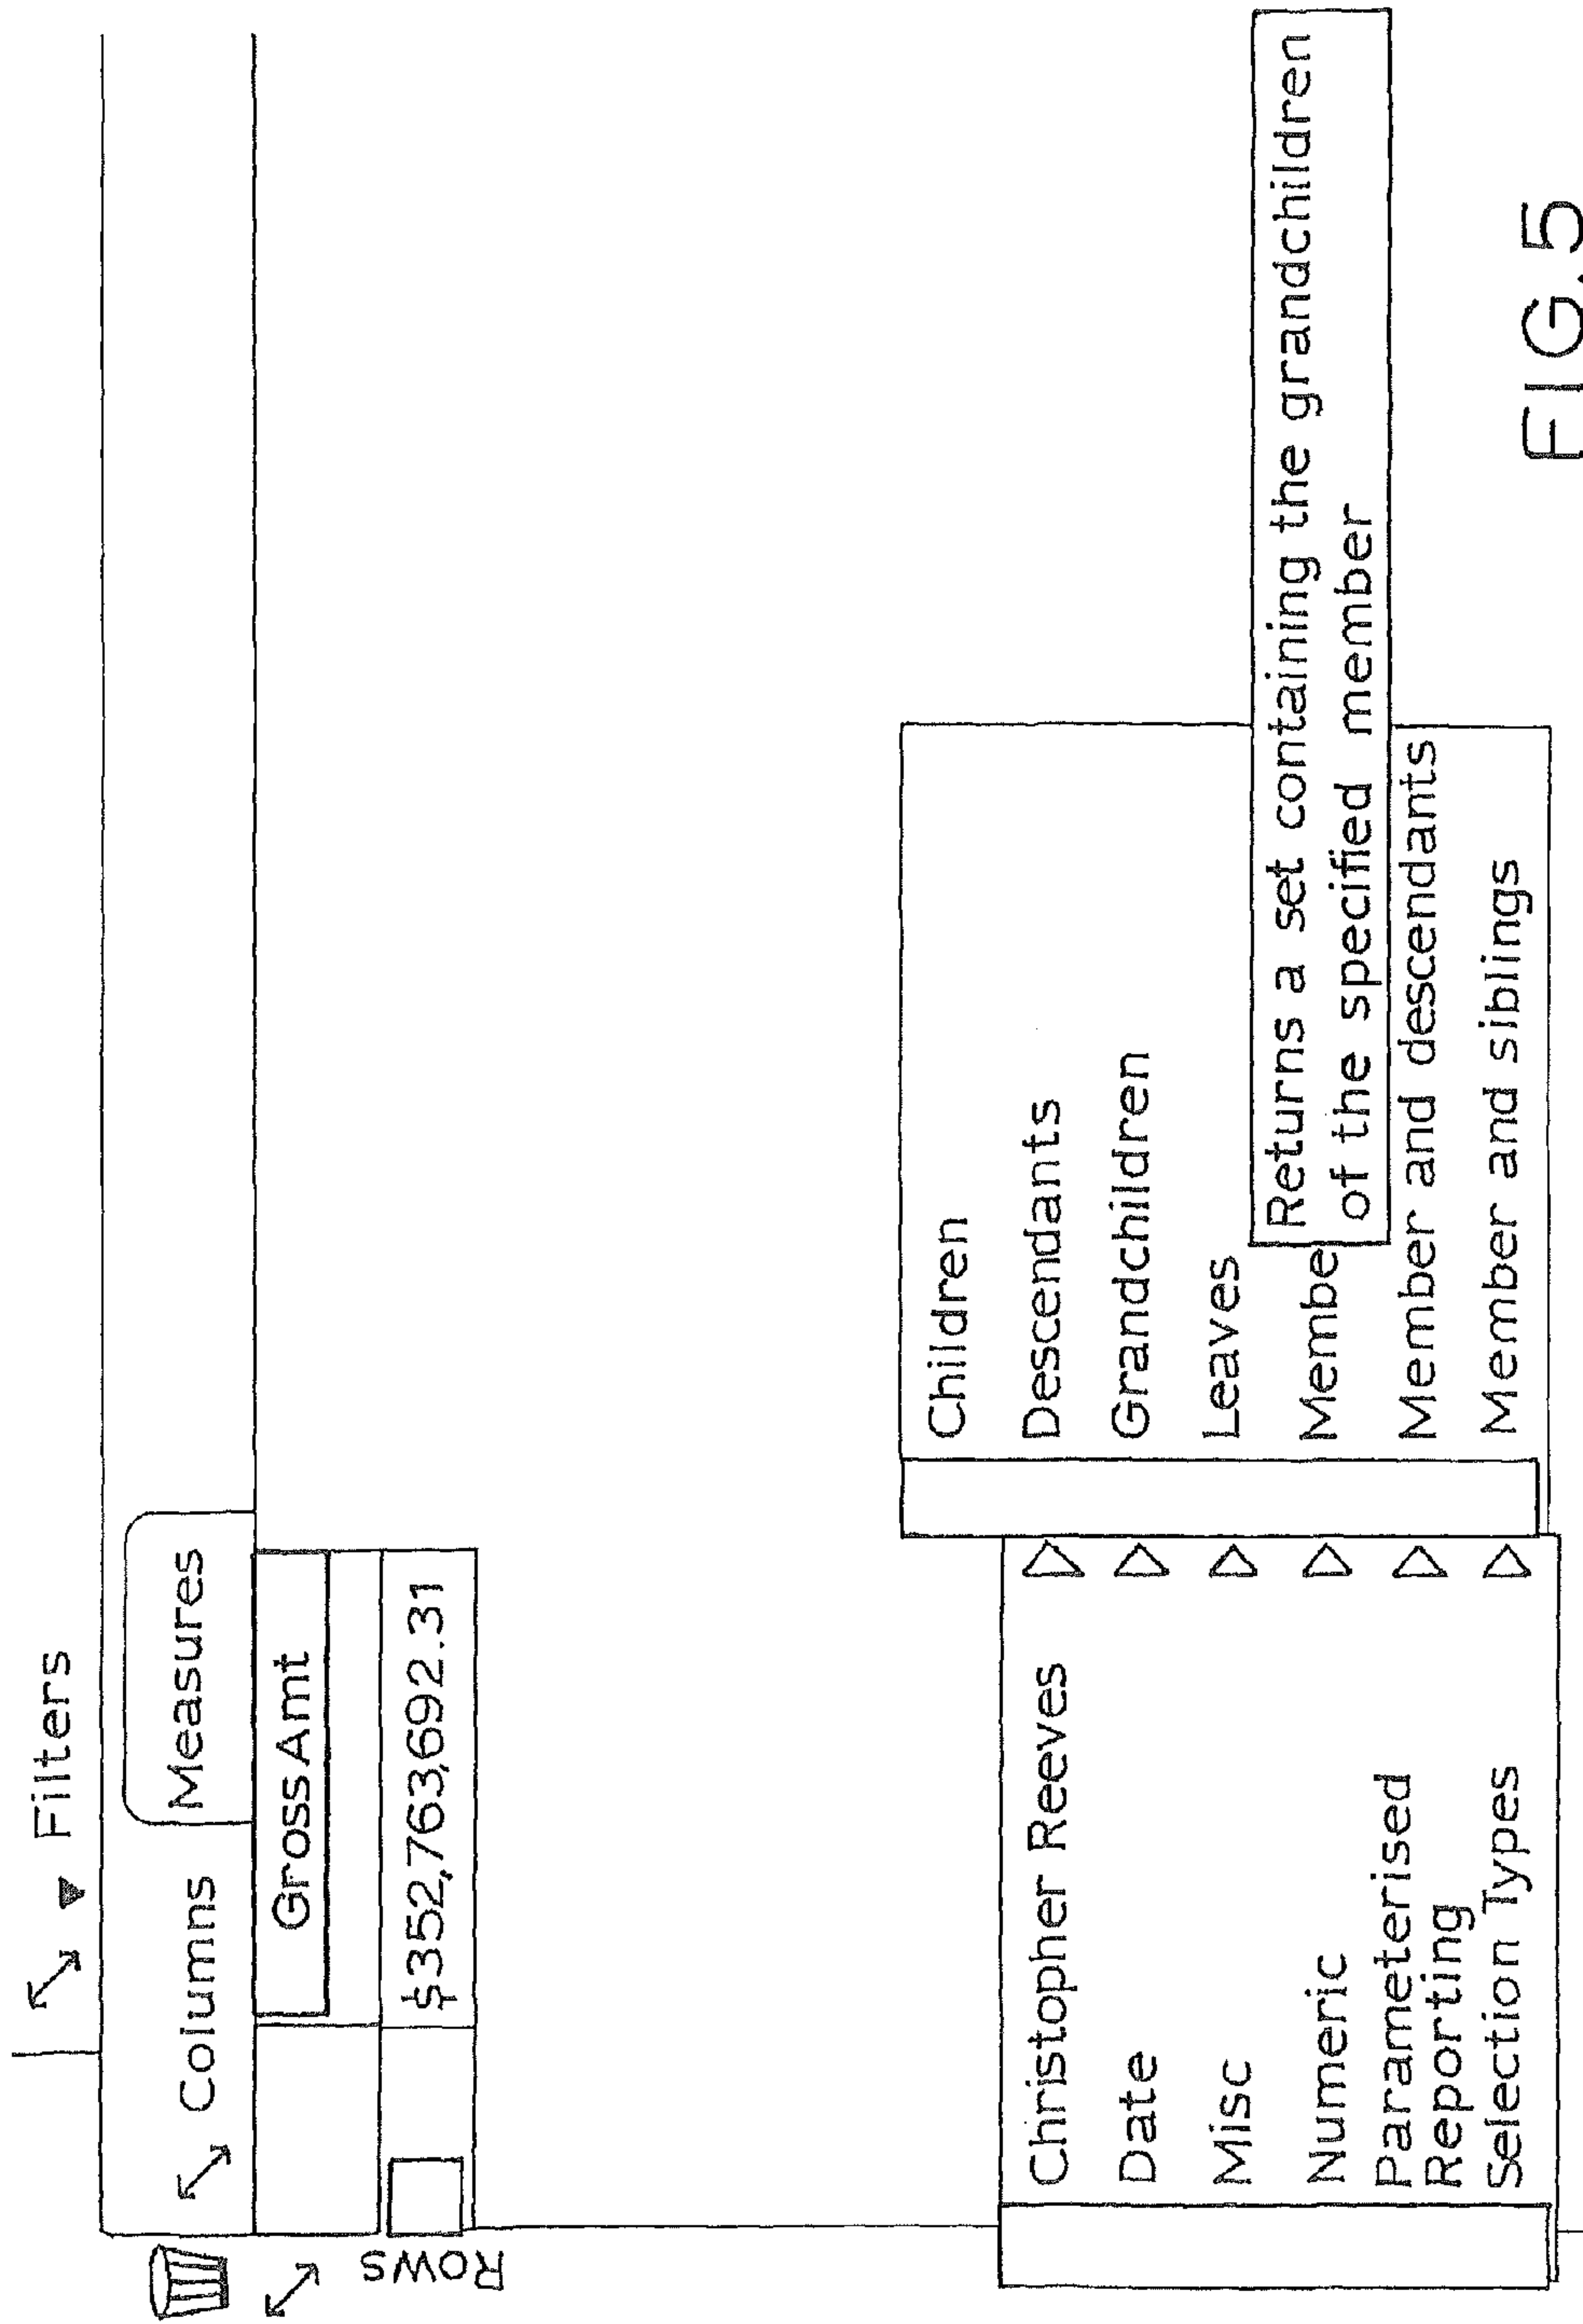 Filters
Columns
Measures
GrossAmt
Rows
$352,763,692.31
Christopher Reeves
Date
Misc
Numeric
Parameterised
Reporting
Selection Types
Children
Descendants
Grandchildren
Leaves
Membe
Returns a set containing the grandchildren
of the specified member
Member and descendants
Member and siblings
FIG.5